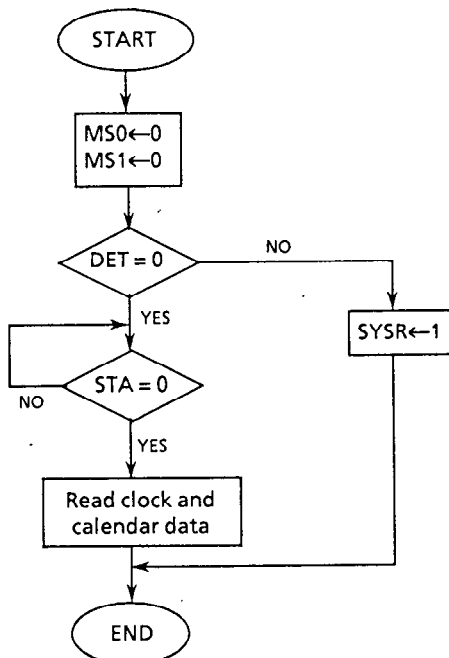 START
MS0←0
MS1←0
DET = 0
NO
YES
SYSR←1
STA = 0
NO
YES
Read clock and
calendar data
END